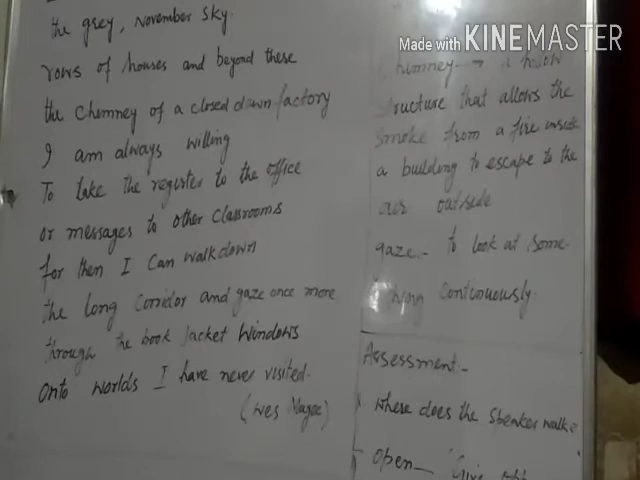 the grey, November sky.
rows of houses and beyond these
the chimney of a closed down factory
I am always willing
To take the register to the office
or messages to other classrooms
for then I can walk down
the long corridor and gaze once more
through the book jacket windows
onto worlds I have never visited.
(Wes Magee)
Made with KINEMASTER
chimney - a hollow
structure that allows the
smoke from a fire inside
a building to escape to the
air outside
gaze - to look at some-
thing continuously.
Assessment -
Where does the speaker walk
open - Give